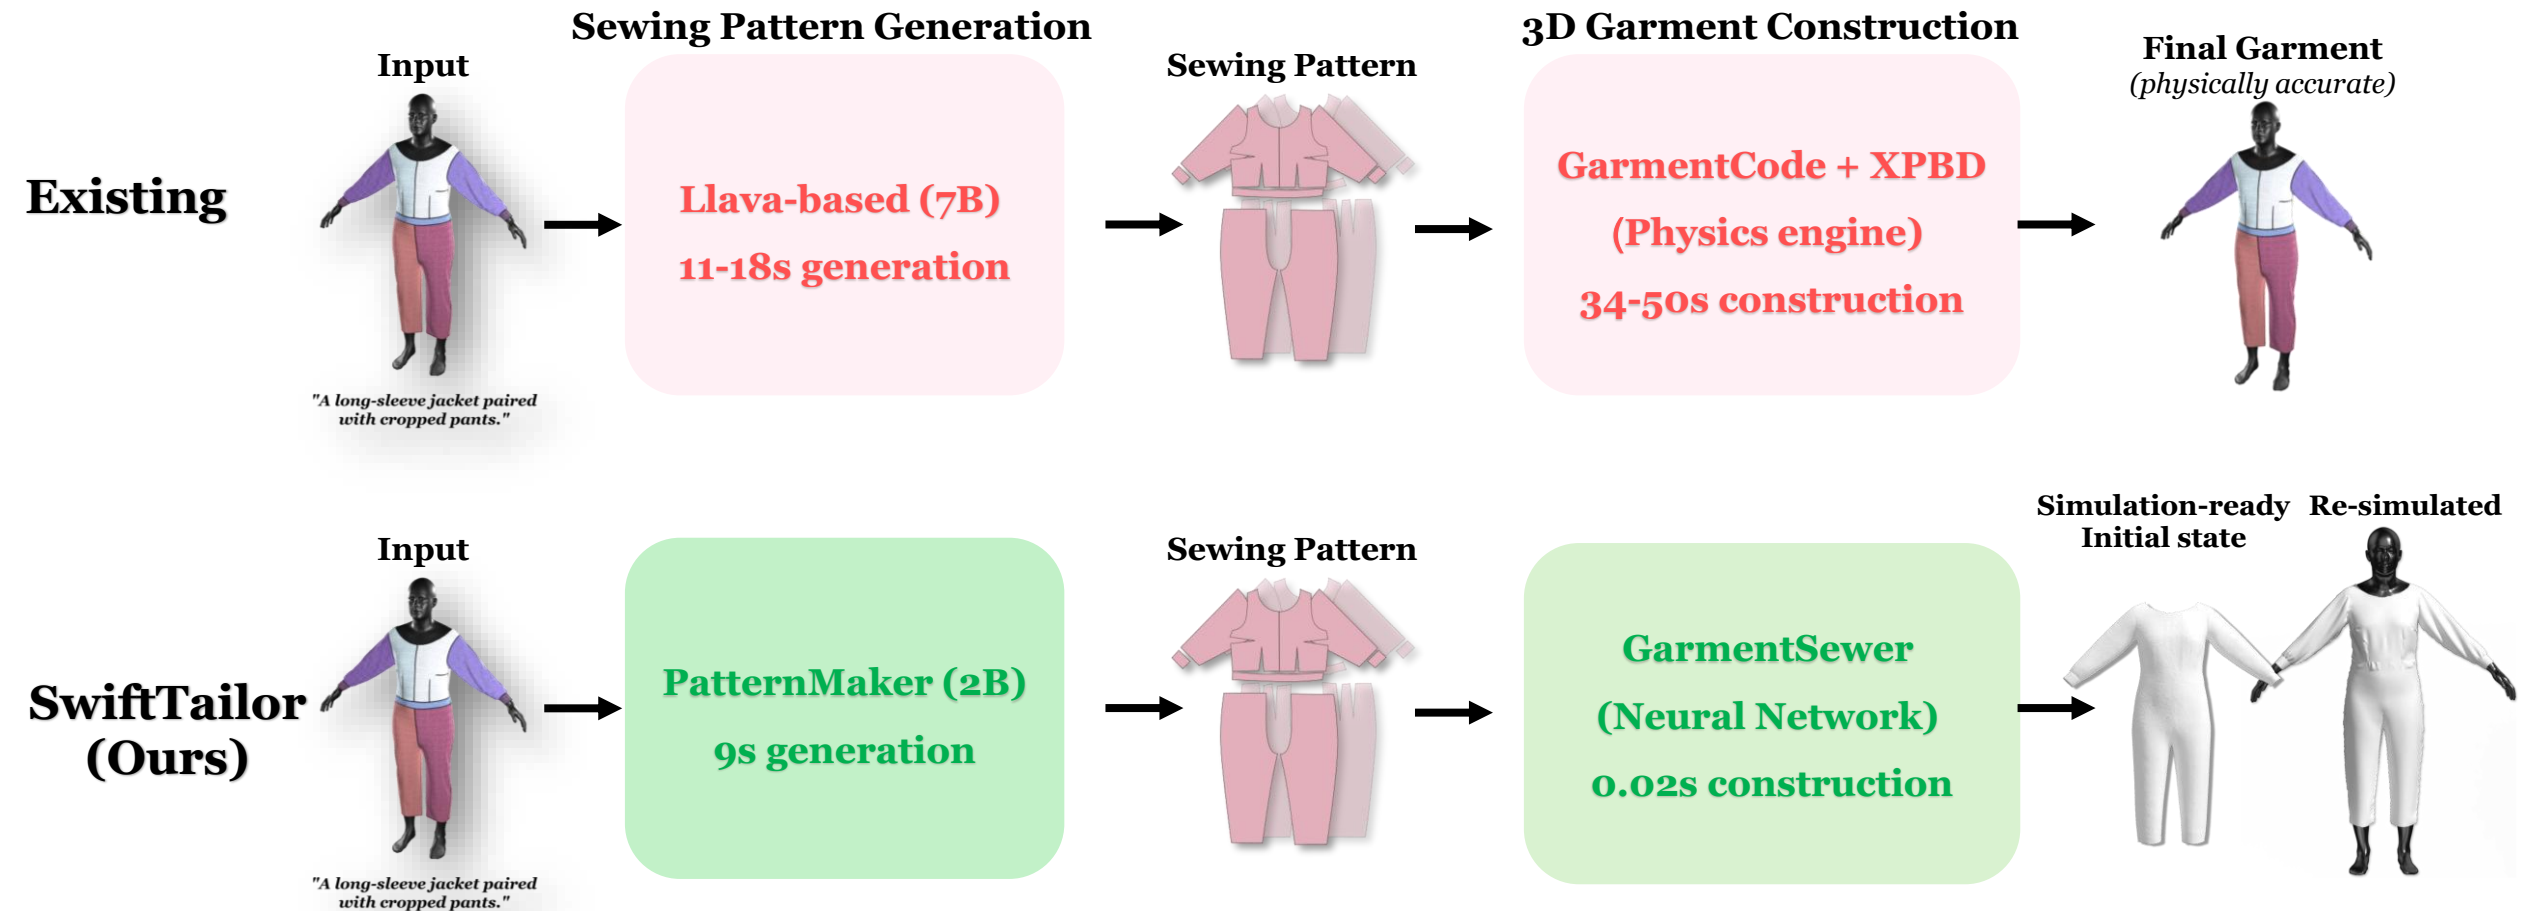 Sewing Pattern Generation
3D Garment Construction
Input
Sewing Pattern
Final Garment
(physically accurate)
Existing
Llava-based (7B)
11-18s generation
GarmentCode + XPBD
(Physics engine)
34-50s construction
"A long-sleeve jacket paired
with cropped pants."
Input
Sewing Pattern
Simulation-ready
Initial state
Re-simulated
SwiftTailor
(Ours)
PatternMaker (2B)
9s generation
GarmentSewer
(Neural Network)
0.02s construction
"A long-sleeve jacket paired
with cropped pants."